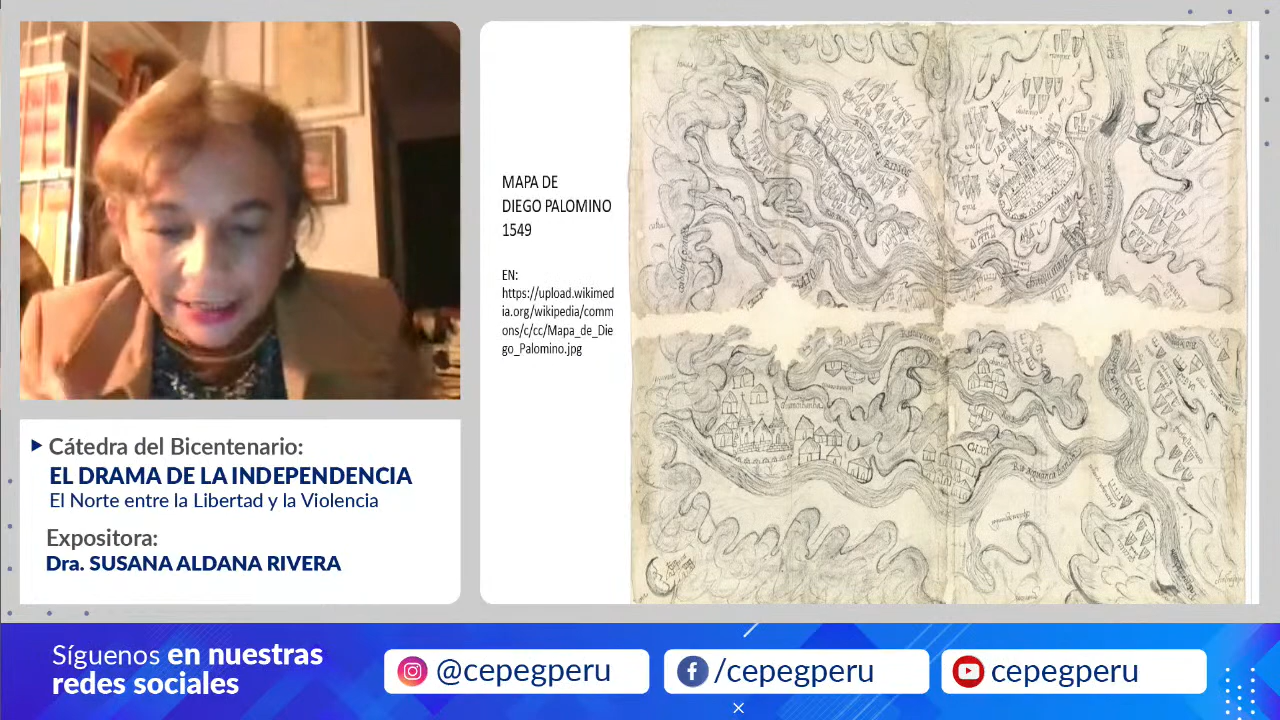 MAPA DE
DIEGO PALOMINO
1549
EN:
https://upload.wikimed
ia.org/wikipedia/comm
ons/c/cc/Mapa_de_Die
go_Palomino.jpg
Cátedra del Bicentenario:
EL DRAMA DE LA INDEPENDENCIA
El Norte entre la Libertad y la Violencia
Expositora:
Dra. SUSANA ALDANA RIVERA
Síguenos en nuestras
redes sociales
@cepegperu
/cepegperu
cepegperu